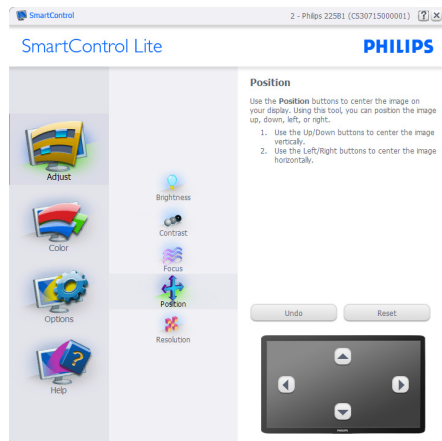 SmartControl
2 - Philips 225B1 (CS30715000001) ? X
SmartControl Lite
PHILIPS
Adjust
Color
Options
Help
Brightness
Contrast
Focus
Position
Resolution
Position
Use the Position buttons to center the image on
your display. Using this tool, you can position the image
up, down, left, or right.
1. Use the Up/Down buttons to center the image
vertically.
2. Use the Left/Right buttons to center the image
horizontally.
Undo
Reset
PHILIPS